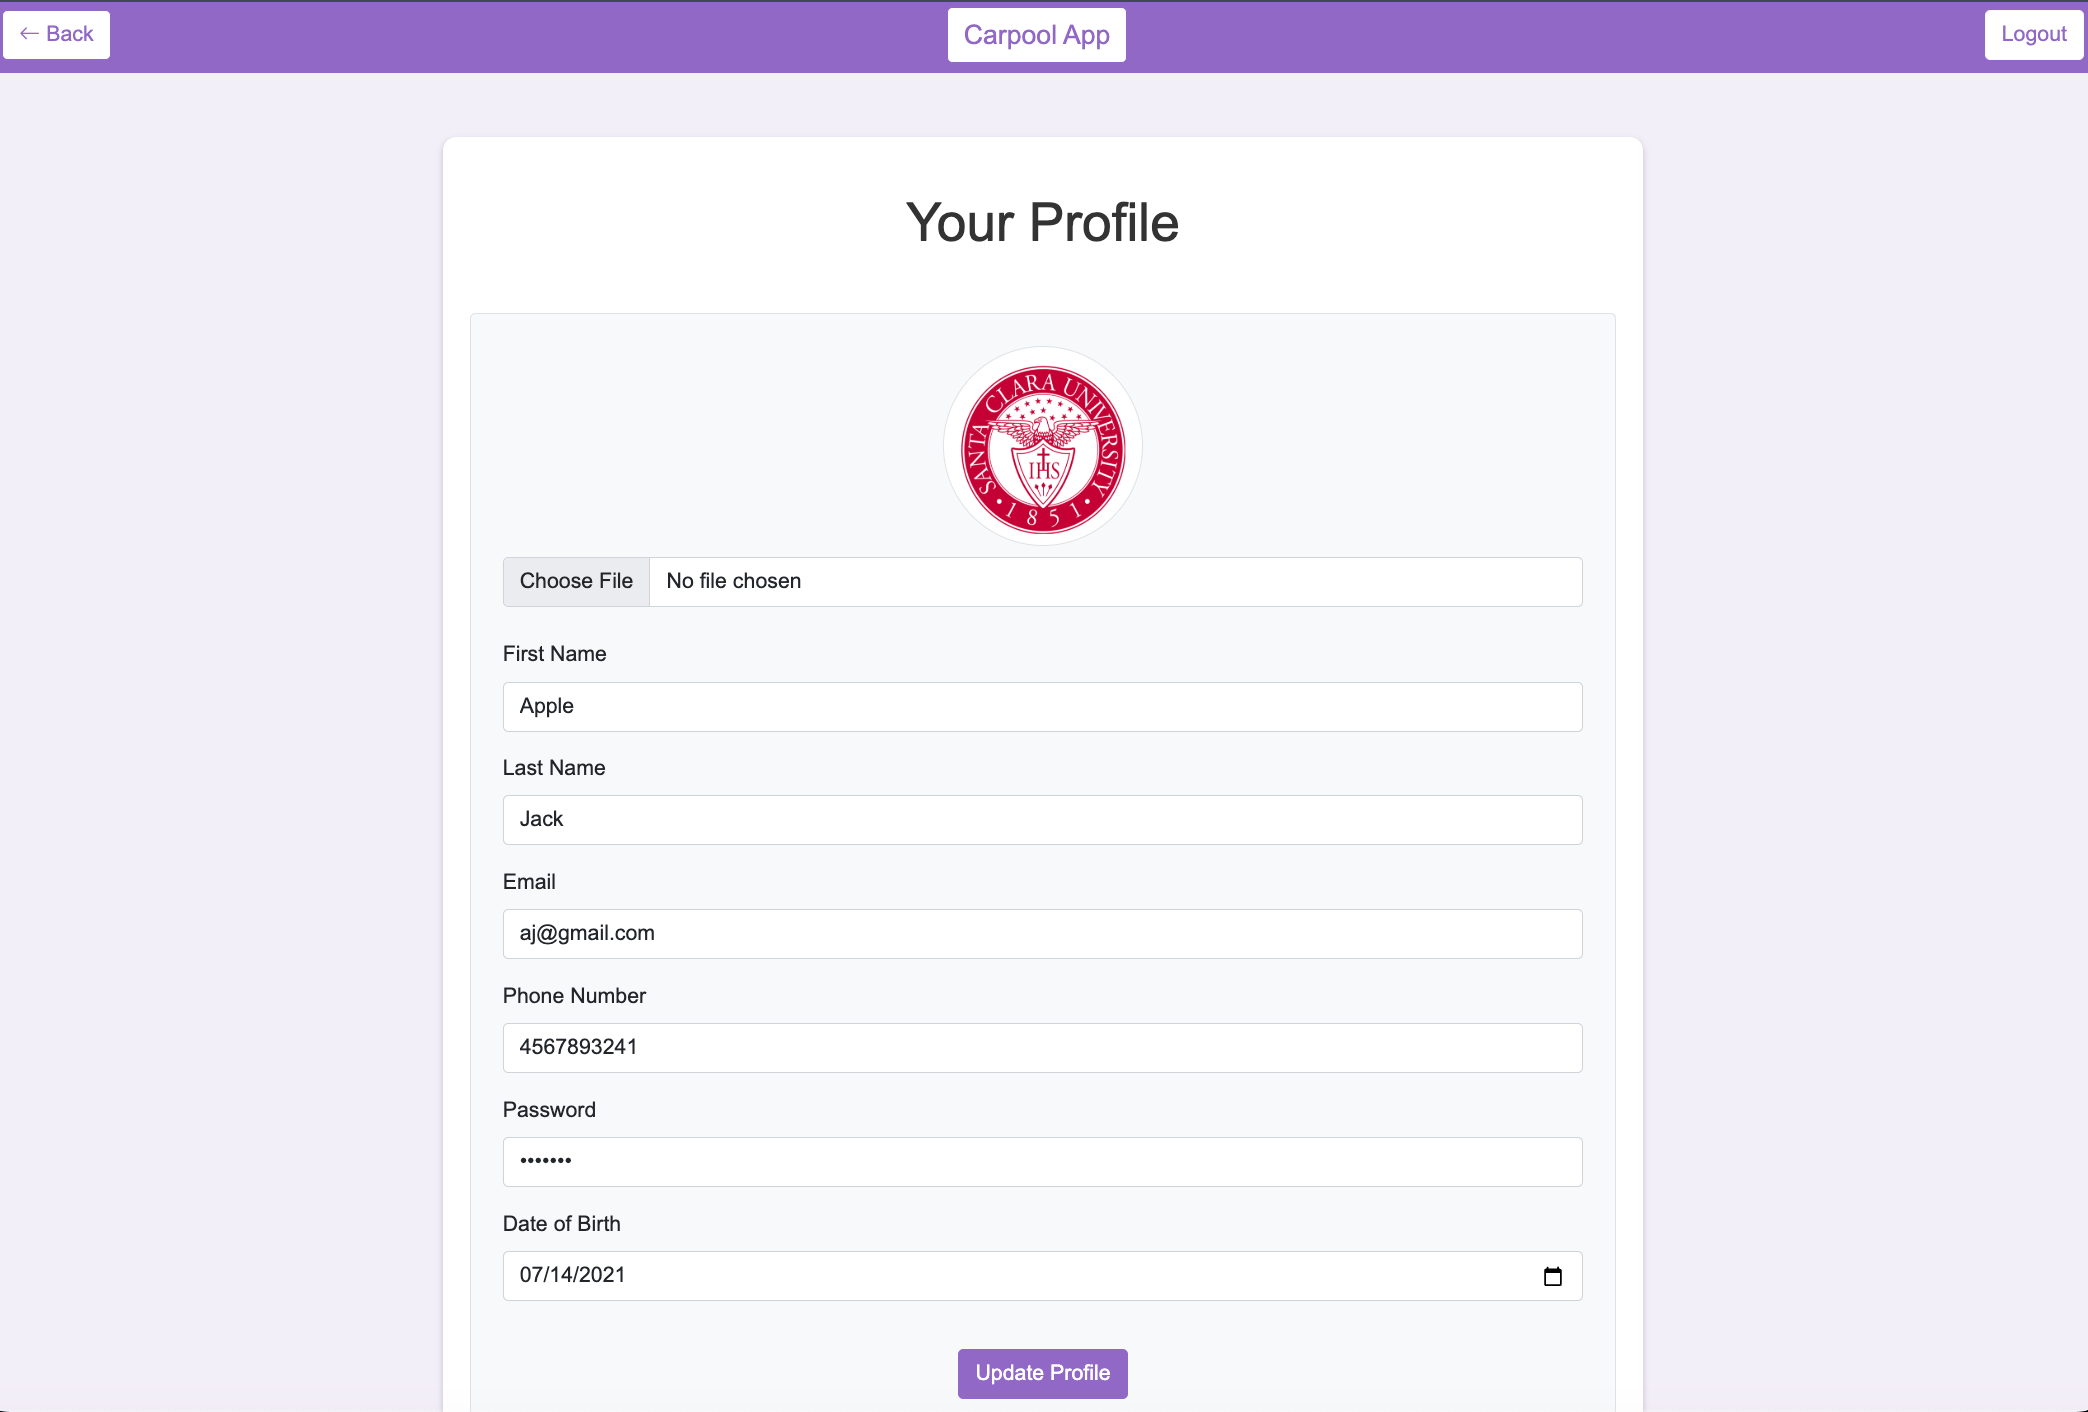 ← Back
Carpool App
Logout
Your Profile
SANTA CLARA UNIVERSITY
IHS
• 1851 •
Choose File
No file chosen
First Name
Apple
Last Name
Jack
Email
aj@gmail.com
Phone Number
4567893241
Password
•••••••
Date of Birth
07/14/2021
Update Profile